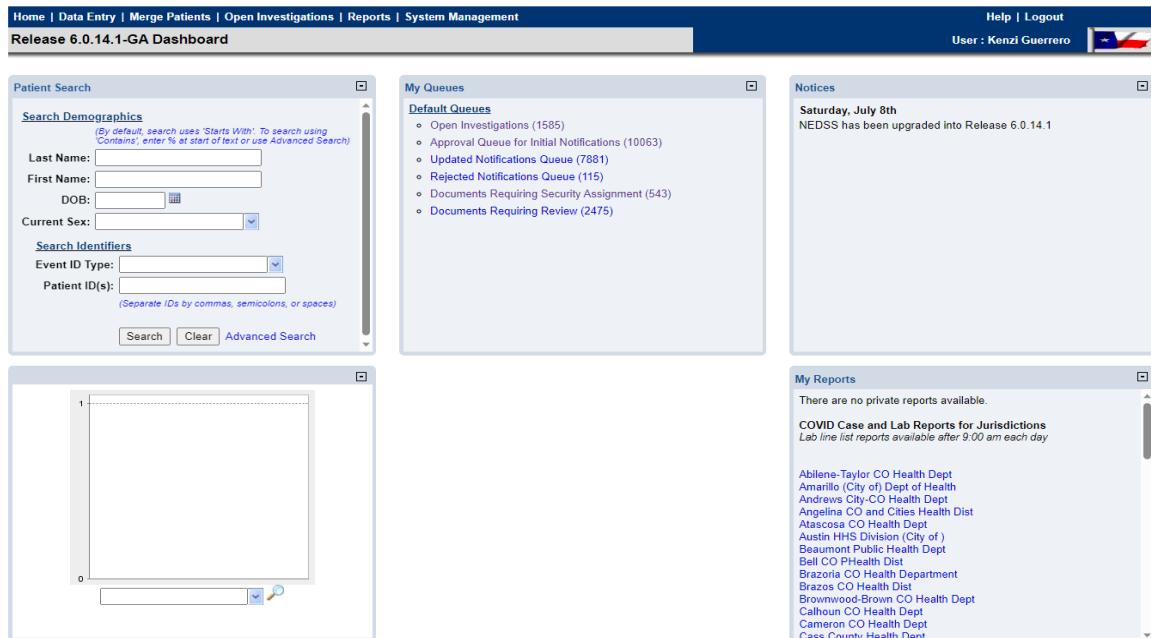 Home | Data Entry | Merge Patients | Open Investigations | Reports | System Management
Help | Logout
Release 6.0.14.1-GA Dashboard
User : Kenzi Guerrero
Patient Search
Search Demographics
(By default, search uses 'Starts With'. To search using
'Contains', enter % at start of text or use Advanced Search)
Last Name:
First Name:
DOB:
Current Sex:
Search Identifiers
Event ID Type:
Patient ID(s):
(Separate IDs by commas, semicolons, or spaces)
Search Clear Advanced Search
My Queues
Default Queues
Open Investigations (1585)
Approval Queue for Initial Notifications (10063)
Updated Notifications Queue (7881)
Rejected Notifications Queue (115)
Documents Requiring Security Assignment (543)
Documents Requiring Review (2475)
Notices
Saturday, July 8th
NEDSS has been upgraded into Release 6.0.14.1
1
0
My Reports
There are no private reports available.
COVID Case and Lab Reports for Jurisdictions
Lab line list reports available after 9:00 am each day
Abilene-Taylor CO Health Dept
Amarillo (City of) Dept of Health
Andrews City-CO Health Dept
Angelina CO and Cities Health Dist
Atascosa CO Health Dept
Austin HHS Division (City of )
Beaumont Public Health Dept
Bell CO PHealth Dist
Brazoria CO Health Department
Brazos CO Health Dist
Brownwood-Brown CO Health Dept
Calhoun CO Health Dept
Cameron CO Health Dept
Cass County Health Dept